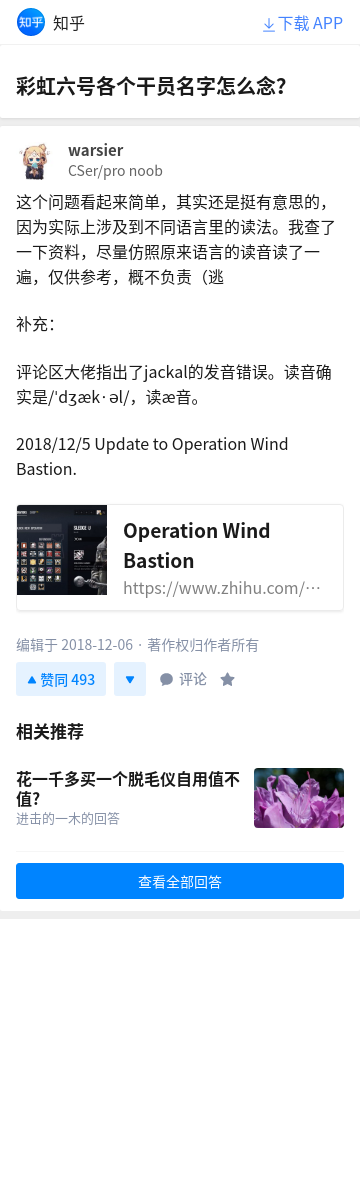 知乎 知乎 下载 APP
彩虹六号各个干员名字怎么念?
warsier
CSer/pro noob
这个问题看起来简单，其实还是挺有意思的，
因为实际上涉及到不同语言里的读法。我查了
一下资料，尽量仿照原来语言的读音读了一
遍，仅供参考，概不负责（逃
补充：
评论区大佬指出了jackal的发音错误。读音确
实是/ˈdʒæk·əl/，读æ音。
2018/12/5 Update to Operation Wind
Bastion.
SLEDGE
Operation Wind
Bastion
https://www.zhihu.com/···
编辑于 2018-12-06 · 著作权归作者所有
赞同 493 评论
相关推荐
花一千多买一个脱毛仪自用值不
值?
进击的一木的回答
查看全部回答